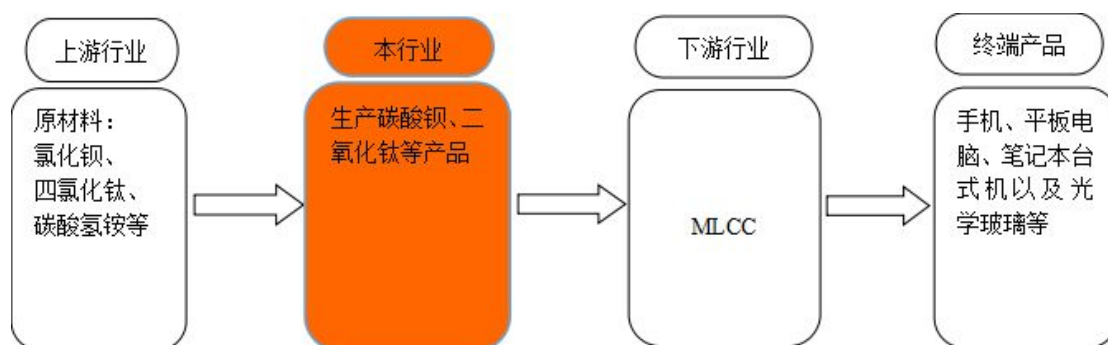 上游行业
原材料：
氯化钡、
四氯化钛、
碳酸氢铵等
本行业
生产碳酸钡、二
氧化钛等产品
下游行业
MLCC
终端产品
手机、平板电
脑、笔记本台
式机以及光
学玻璃等